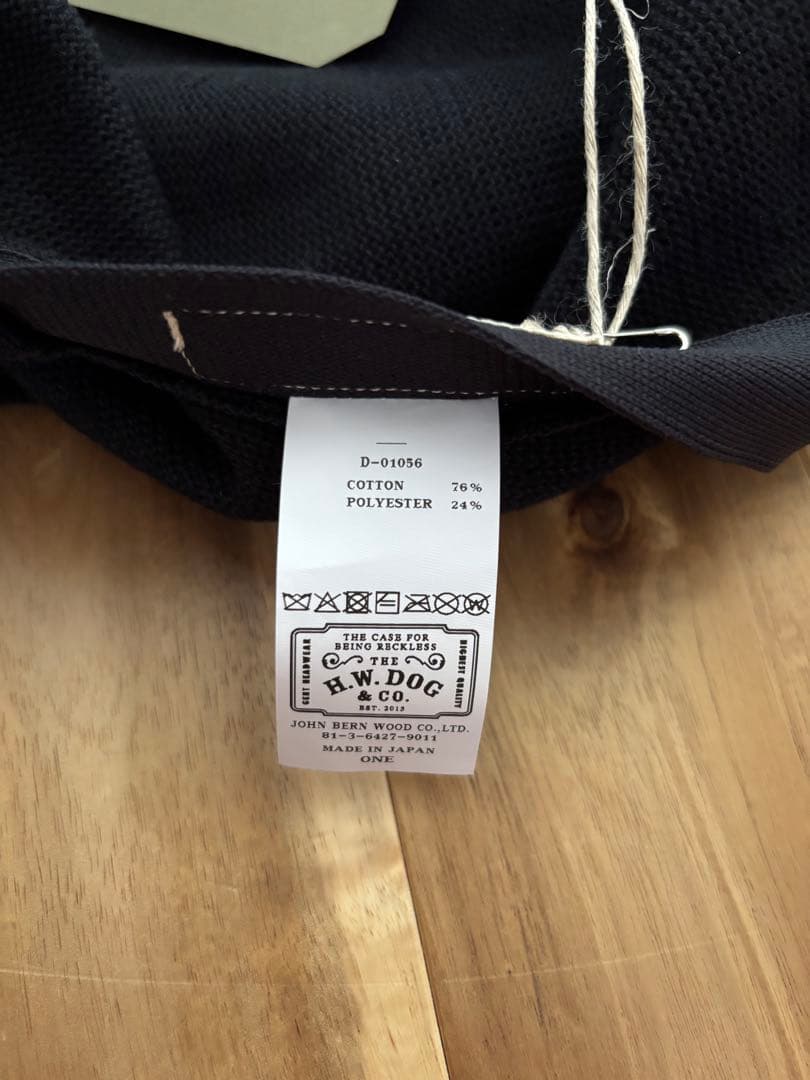 D-01056
COTTON 76%
POLYESTER 24%
THE CASE FOR
BEING RECKLESS
THE
H.W.DOG
& CO.
EST. 2013
GENT HEADWEAR
HIGHEST QUALITY
JOHN BERN WOOD CO.,LTD.
81-3-6427-9011
MADE IN JAPAN
ONE